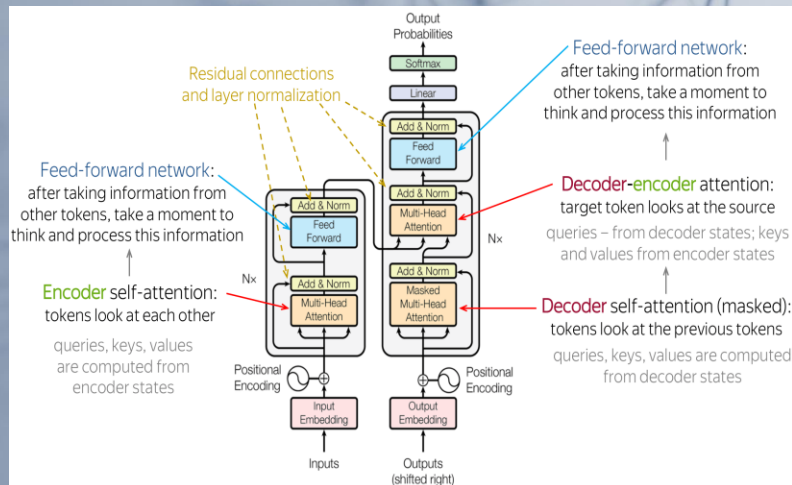 Output
Probabilities
Softmax
Linear
Add & Norm
Feed
Forward
Add & Norm
Multi-Head
Attention
Add & Norm
Masked
Multi-Head
Attention
Nx
Positional
Encoding
Output
Embedding
Outputs
(shifted right)
Residual connections
and layer normalization
Feed-forward network:
after taking information from
other tokens, take a moment to
think and process this information
Encoder self-attention:
tokens look at each other
queries, keys, values
are computed from
encoder states
Add & Norm
Feed
Forward
Nx
Add & Norm
Multi-Head
Attention
Positional
Encoding
Input
Embedding
Inputs
Feed-forward network:
after taking information from
other tokens, take a moment to
think and process this information
Decoder-encoder attention:
target token looks at the source
queries – from decoder states; keys
and values from encoder states
Decoder self-attention (masked):
tokens look at the previous tokens
queries, keys, values are computed
from decoder states